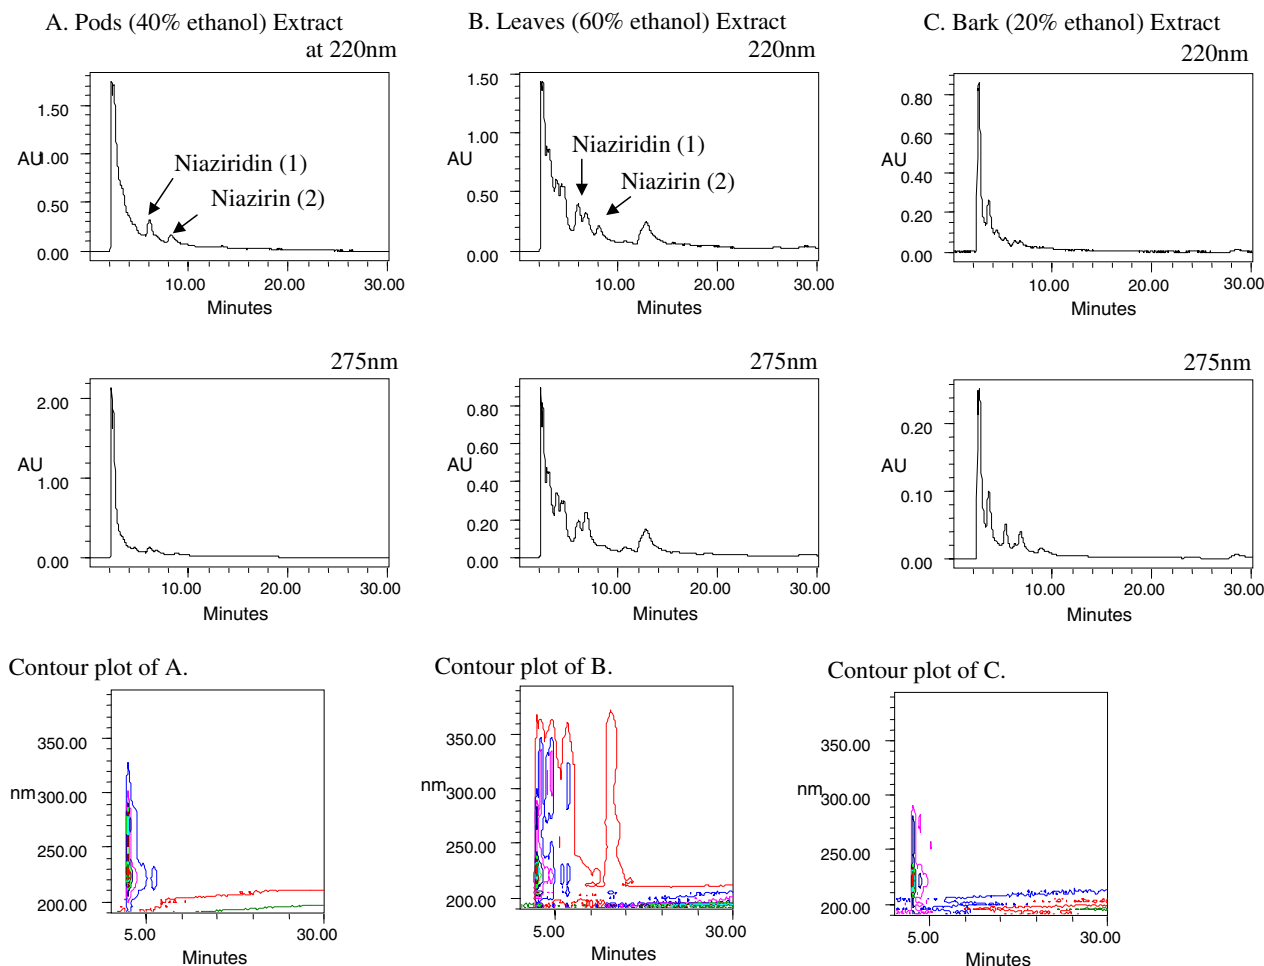 A. Pods (40% ethanol) Extract
at 220nm
1.50
AU
1.00
Niaziridin (1)
Niazirin (2)
0.50
0.00
10.00 20.00 30.00
Minutes
B. Leaves (60% ethanol) Extract
220nm
1.50
1.00
AU
Niaziridin (1)
Niazirin (2)
0.50
0.00
10.00 20.00 30.00
Minutes
C. Bark (20% ethanol) Extract
220nm
0.80
0.60
AU
0.40
0.20
0.00
10.00 20.00 30.00
Minutes
275nm
2.00
AU
1.00
0.00
10.00 20.00 30.00
Minutes
275nm
0.80
0.60
AU
0.40
0.20
0.00
10.00 20.00 30.00
Minutes
275nm
0.20
AU
0.10
0.00
10.00 20.00 30.00
Minutes
Contour plot of A.
350.00
nm
300.00
250.00
200.00
5.00 30.00
Minutes
Contour plot of B.
350.00
nm
300.00
250.00
200.00
5.00 30.00
Minutes
Contour plot of C.
350.00
nm
300.00
250.00
200.00
5.00 30.00
Minutes